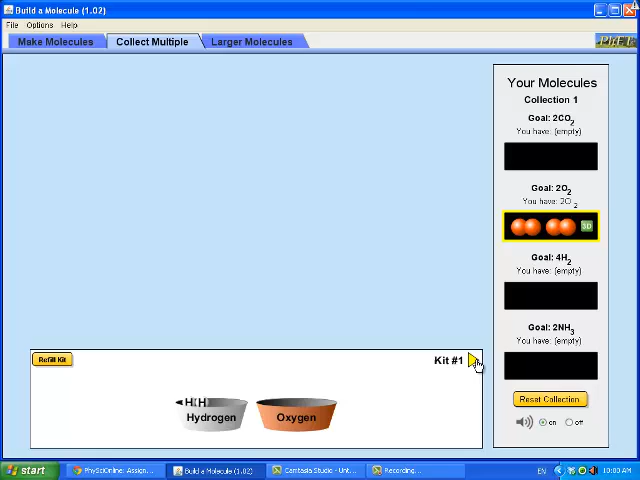 Build a Molecule (1.02)
File Options Help
Make Molecules Collect Multiple Larger Molecules PhET
Your Molecules
Collection 1
Goal: 2CO2
You have: (empty)
Goal: 2O2
You have: 2O2
3D
Goal: 4H2
You have: (empty)
Goal: 2NH3
You have: (empty)
Refill Kit Kit #1
H H
Hydrogen Oxygen
Reset Collection
on off
start PhySciOnline: Assign... Build a Molecule (1.02) Camtasia Studio - Unt... Recording... EN 10:00 AM